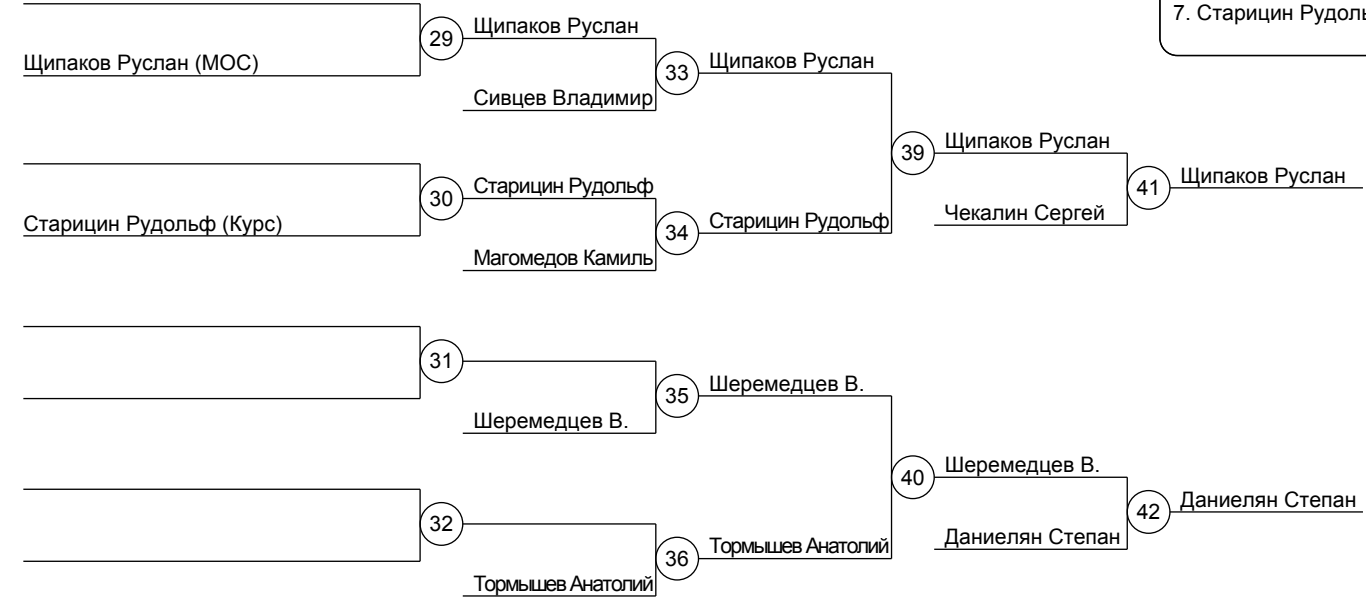 7. Старицин Рудоль
29
Щипаков Руслан
Щипаков Руслан (МОС)
33
Щипаков Руслан
Сивцев Владимир
39
Щипаков Руслан
30
Старицин Рудольф
41
Щипаков Руслан
Старицин Рудольф (Курс)
34
Старицин Рудольф
Чекалин Сергей
Магомедов Камиль
31
35
Шеремедцев В.
Шеремедцев В.
40
Шеремедцев В.
32
42
Даниелян Степан
36
Тормышев Анатолий
Даниелян Степан
Тормышев Анатолий